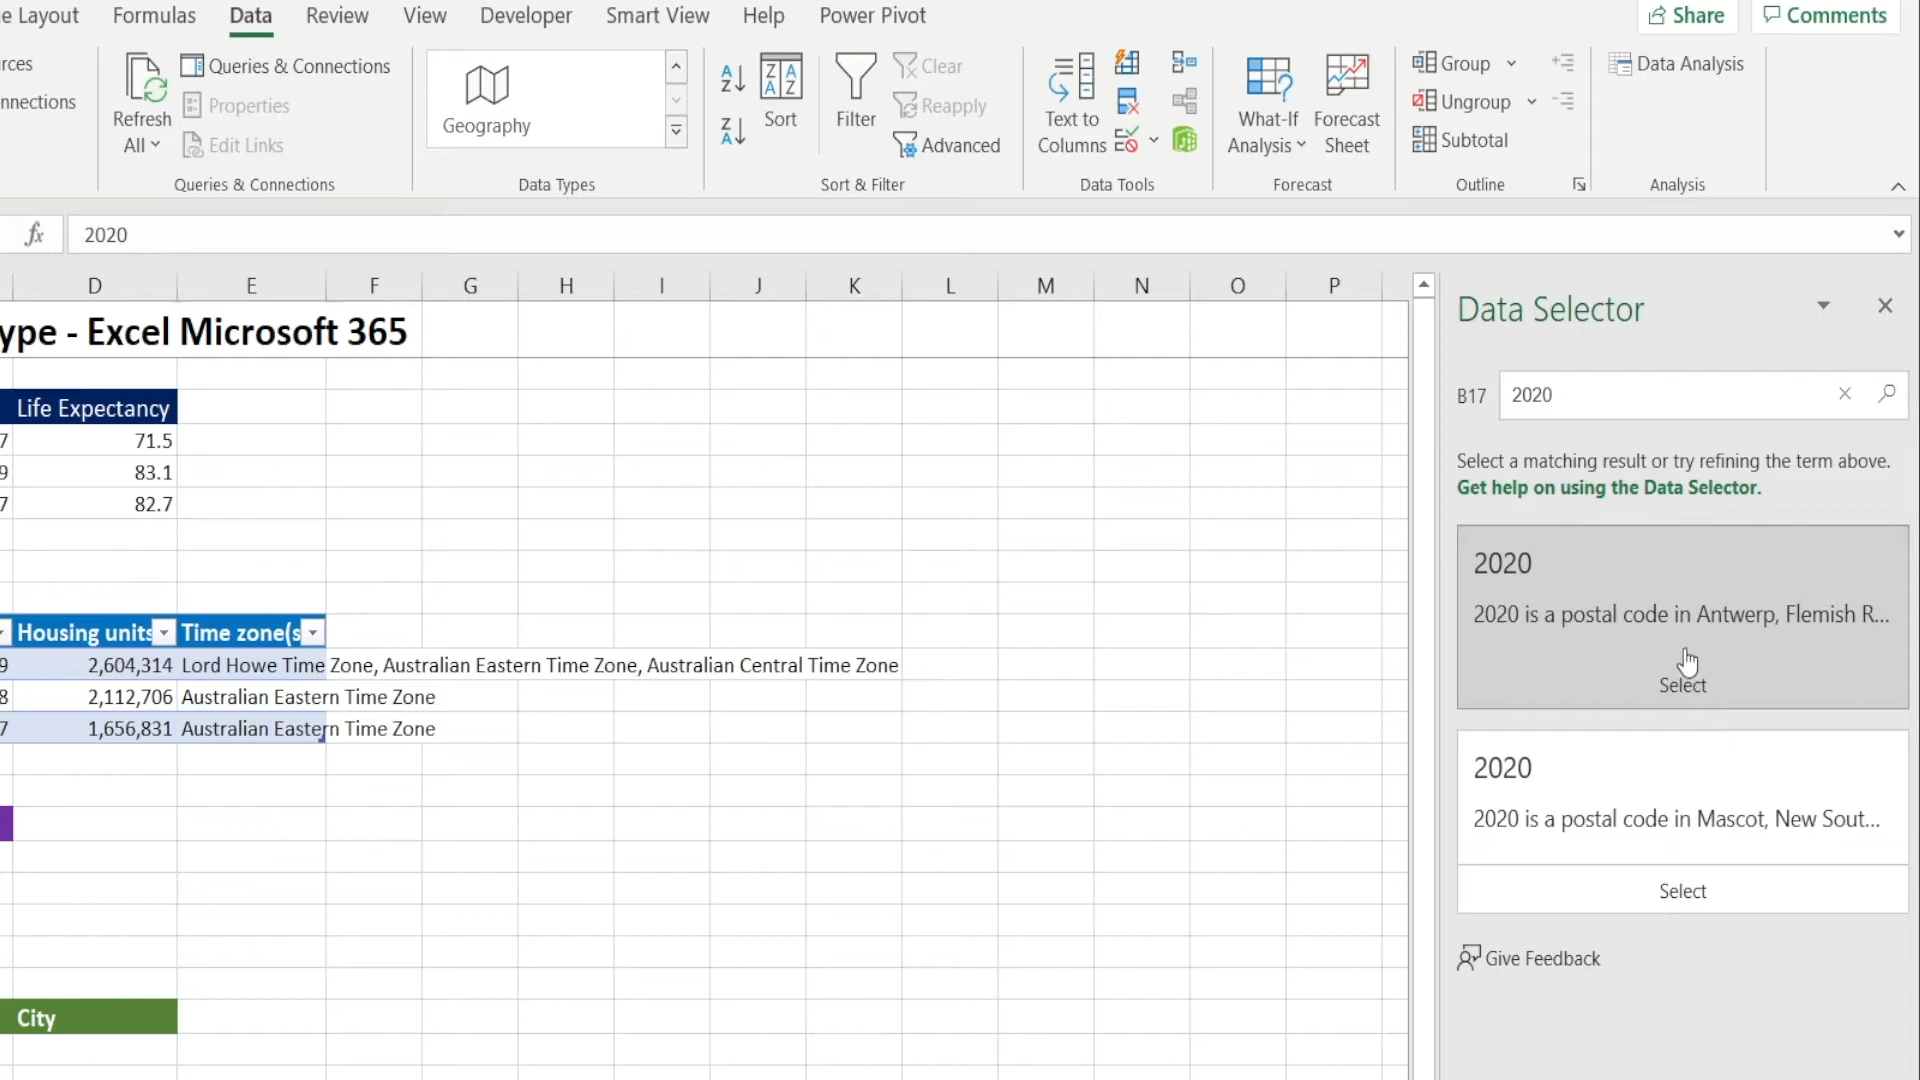 e Layout Formulas Data Review View Developer Smart View Help Power Pivot Share Comments
rces
nnections
Refresh All
Queries & Connections
Properties
Edit Links
Queries & Connections
Geography
Data Types
Sort
Filter
Clear
Reapply
Advanced
Sort & Filter
Text to Columns
Data Tools
What-If Analysis
Forecast Sheet
Forecast
Group
Ungroup
Subtotal
Outline
Data Analysis
Analysis
fx 2020
D E F G H I J K L M N O P
ype - Excel Microsoft 365
Life Expectancy
7 71.5
9 83.1
7 82.7
Housing units Time zone(s
9 2,604,314 Lord Howe Time Zone, Australian Eastern Time Zone, Australian Central Time Zone
8 2,112,706 Australian Eastern Time Zone
7 1,656,831 Australian Eastern Time Zone
City
Data Selector
B17 2020
Select a matching result or try refining the term above.
Get help on using the Data Selector.
2020
2020 is a postal code in Antwerp, Flemish R...
Select
2020
2020 is a postal code in Mascot, New Sout...
Select
Give Feedback